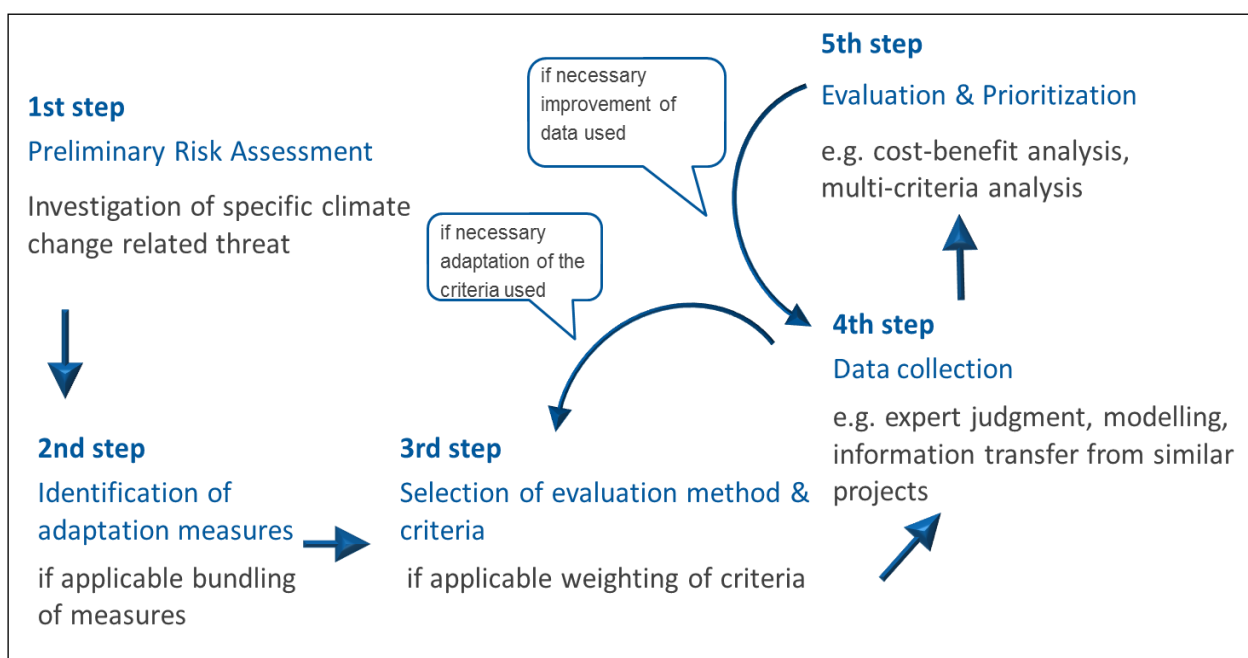 1st step
Preliminary Risk Assessment
Investigation of specific climate
change related threat
2nd step
Identification of
adaptation measures
if applicable bundling
of measures
3rd step
Selection of evaluation method &
criteria
if applicable weighting of criteria
if necessary
adaptation of the
criteria used
4th step
Data collection
e.g. expert judgment, modelling,
information transfer from similar
projects
if necessary
improvement of
data used
5th step
Evaluation & Prioritization
e.g. cost-benefit analysis,
multi-criteria analysis